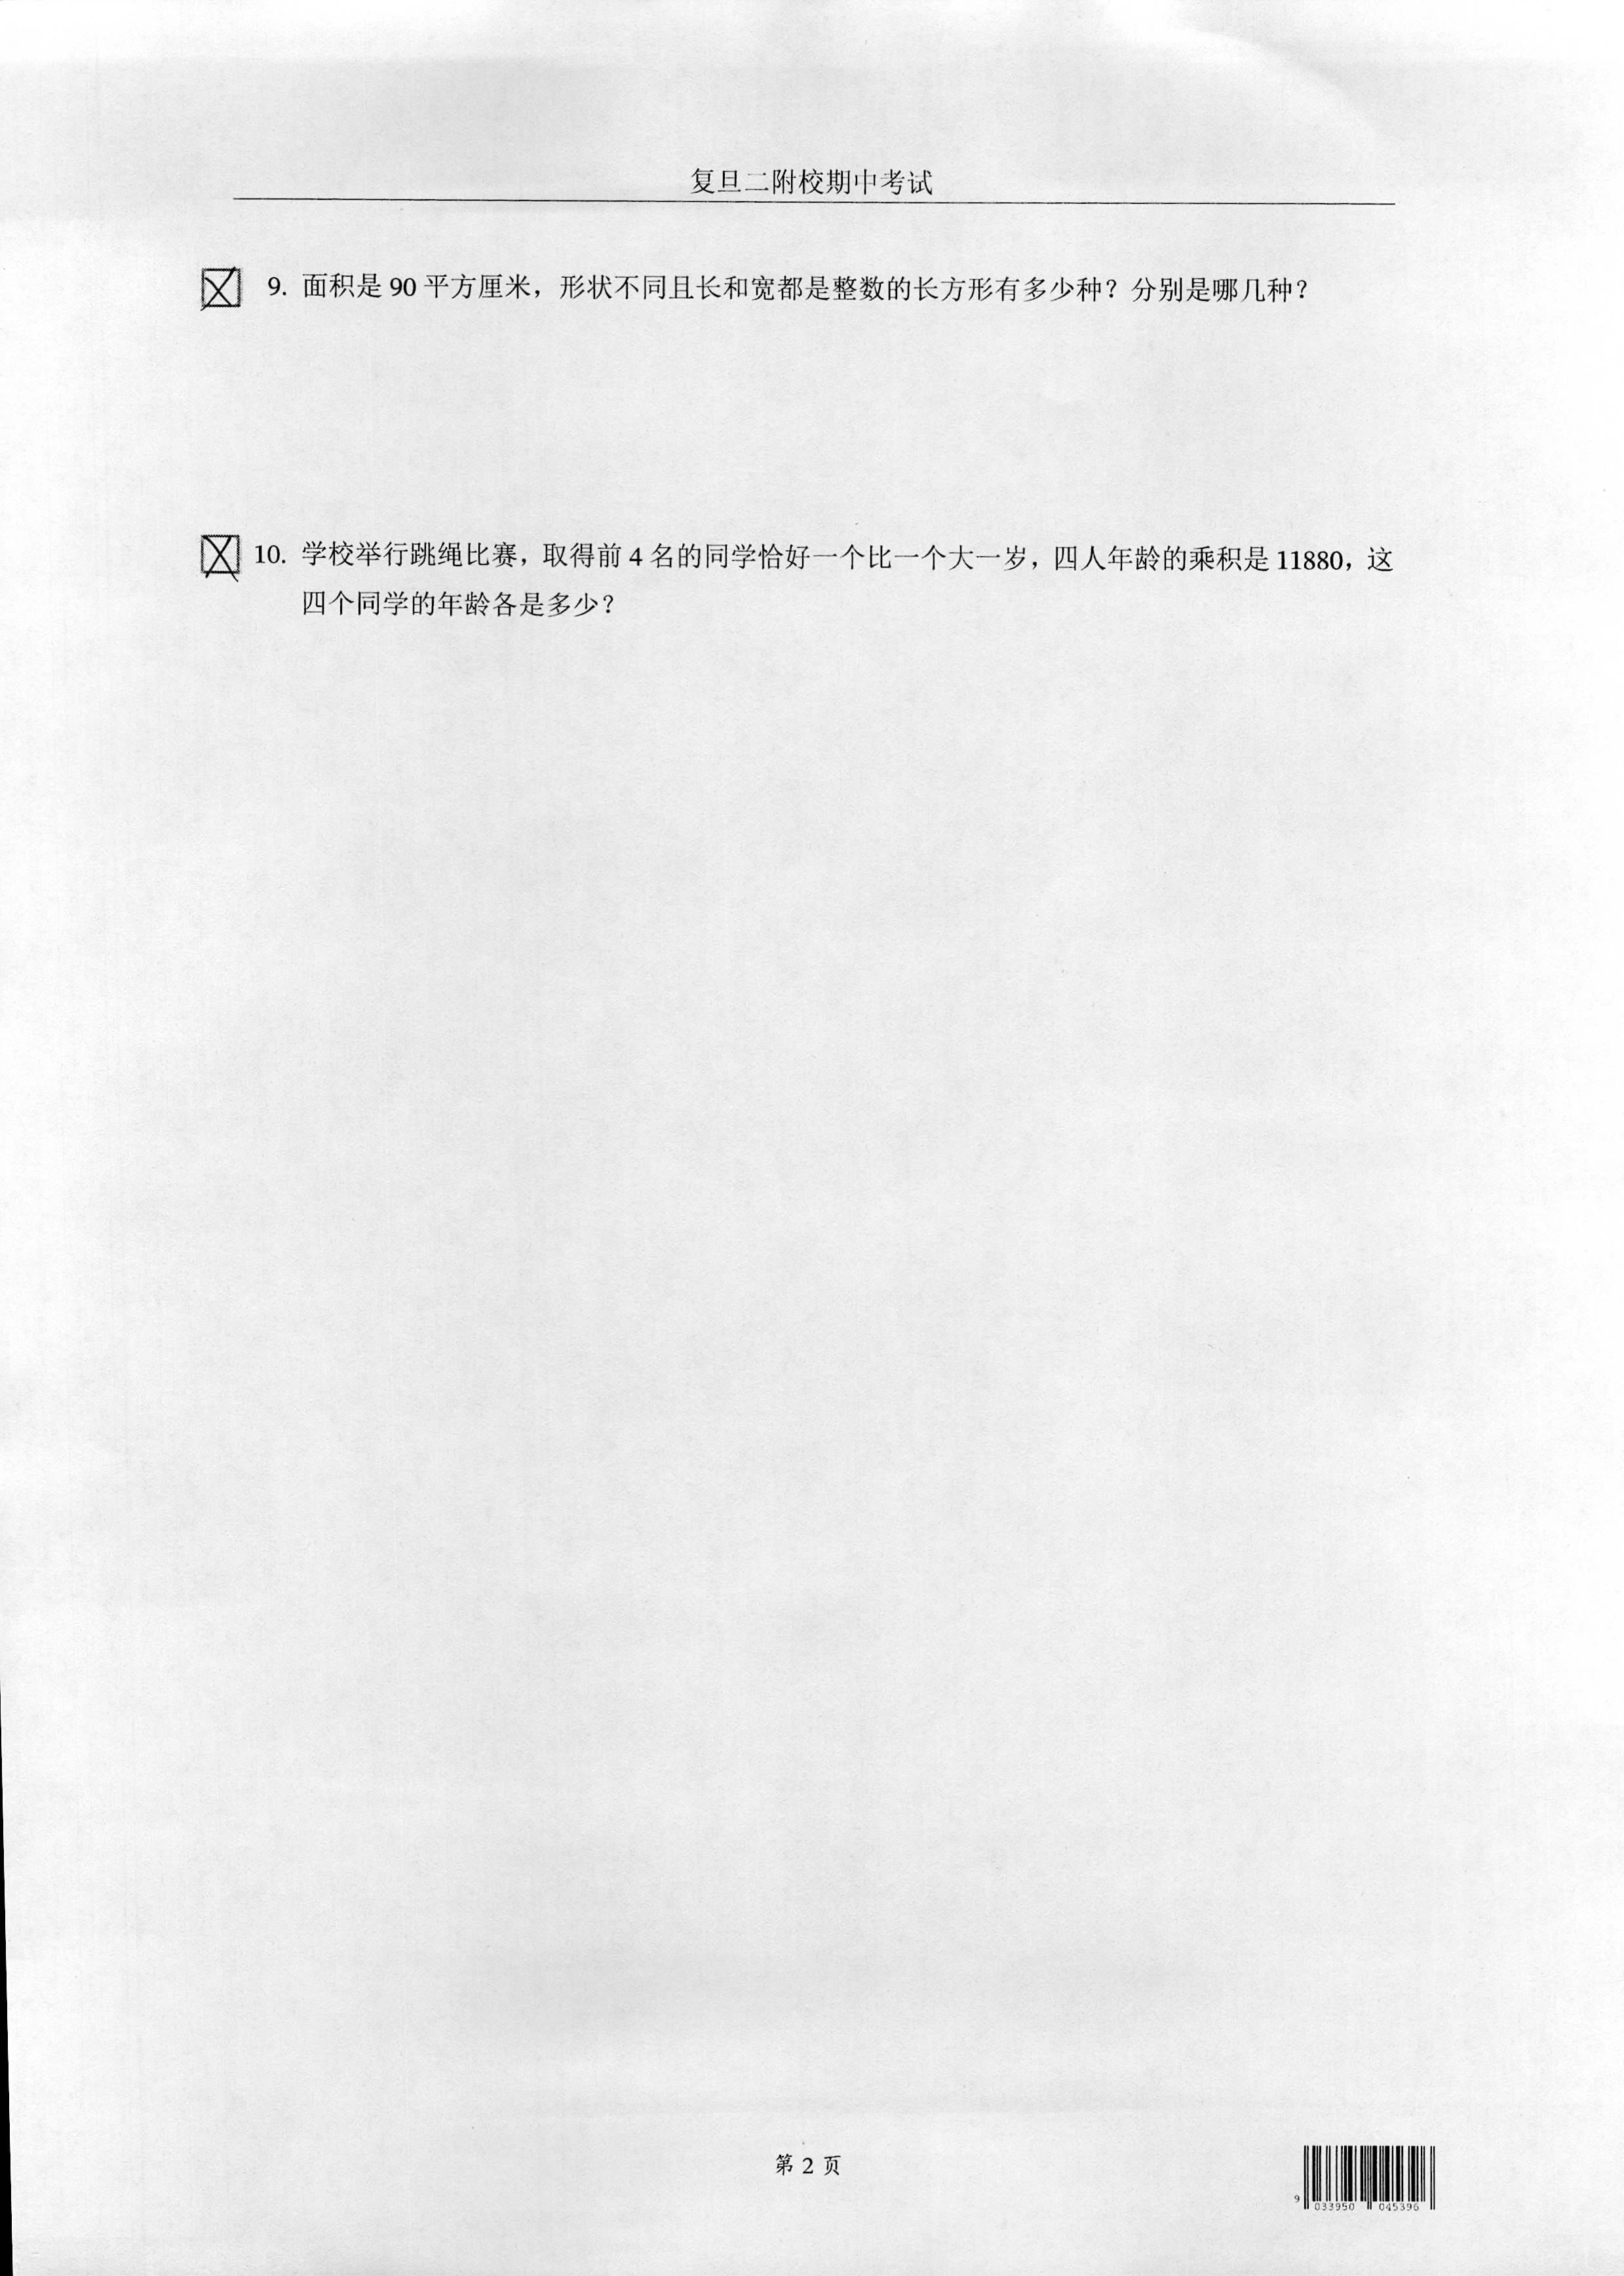 复旦二附校期中考试
9. 面积是 90 平方厘米，形状不同且长和宽都是整数的长方形有多少种？分别是哪几种？
10. 学校举行跳绳比赛，取得前 4 名的同学恰好一个比一个大一岁，四人年龄的乘积是 11880，这
四个同学的年龄各是多少？
第 2 页
9 033950 045396